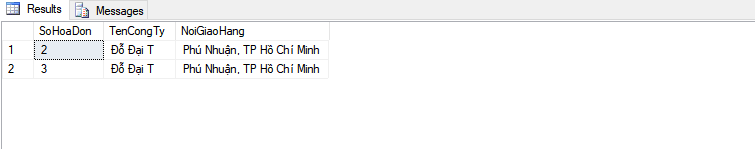 Results Messages
SoHoaDon TenCongTy NoiGiaoHang
1 2 Đỗ Đại T Phú Nhuận, TP Hồ Chí Minh
2 3 Đỗ Đại T Phú Nhuận, TP Hồ Chí Minh